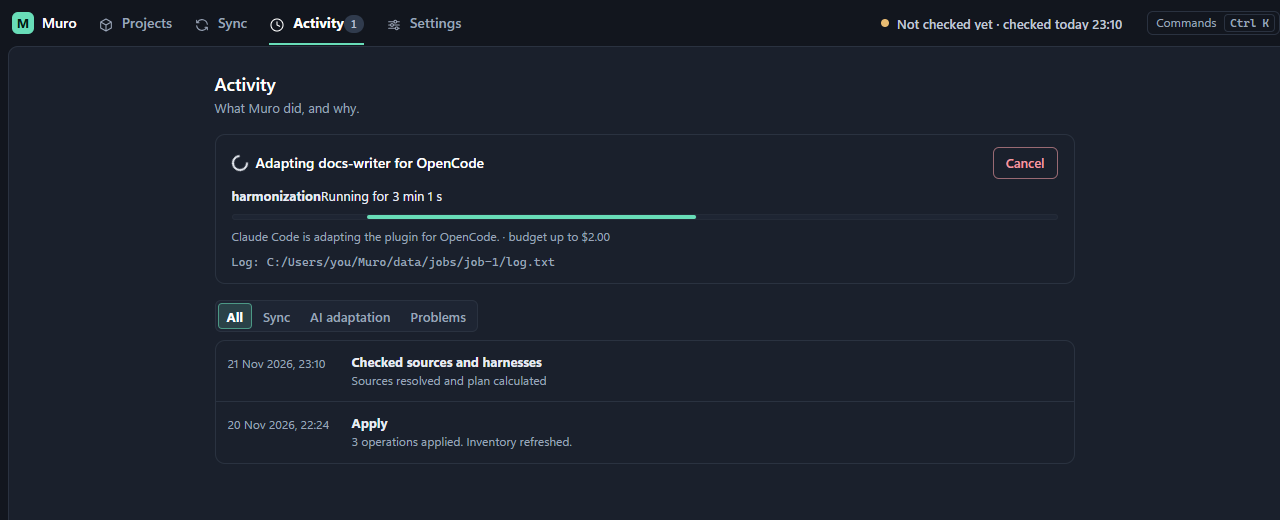 M Muro Projects Sync Activity 1 Settings Not checked yet · checked today 23:10 Commands Ctrl K
Activity
What Muro did, and why.
Adapting docs-writer for OpenCode Cancel
harmonizationRunning for 3 min 1 s
Claude Code is adapting the plugin for OpenCode. · budget up to $2.00
Log: C:/Users/you/Muro/data/jobs/job-1/log.txt
All Sync AI adaptation Problems
21 Nov 2026, 23:10 Checked sources and harnesses
Sources resolved and plan calculated
20 Nov 2026, 22:24 Apply
3 operations applied. Inventory refreshed.